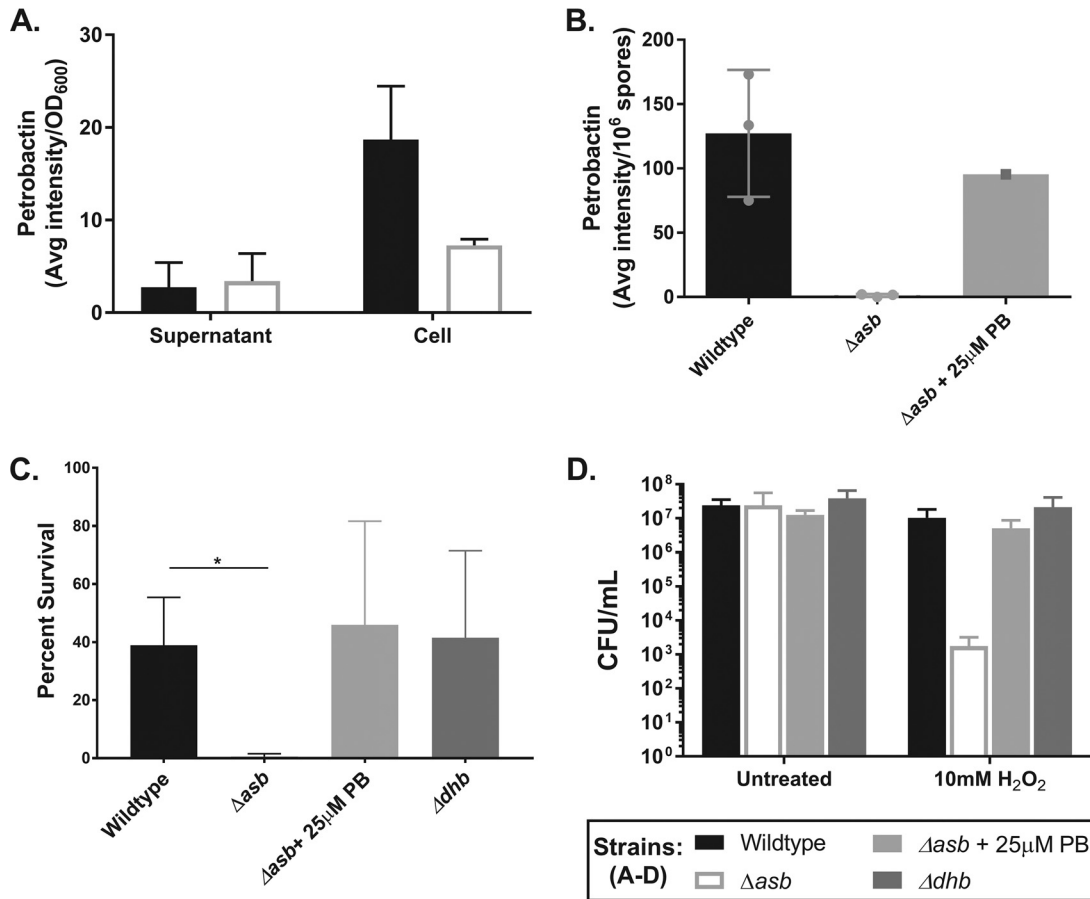 A.
Petrobactin
(Avg intensity/OD600)
30
20
10
0
Supernatant
Cell
B.
Petrobactin
(Avg intensity/10⁶ spores)
200
150
100
50
0
Wildtype
Δasb
Δasb + 25μM PB
C.
Percent Survival
100
80
60
40
20
0
*
Wildtype
Δasb
Δasb+ 25μM PB
Δdhb
D.
CFU/mL
10⁸
10⁷
10⁶
10⁵
10⁴
10³
10²
10¹
10⁰
Untreated
10mM H₂O₂
Strains:
(A-D)
Wildtype
Δasb + 25μM PB
Δasb
Δdhb